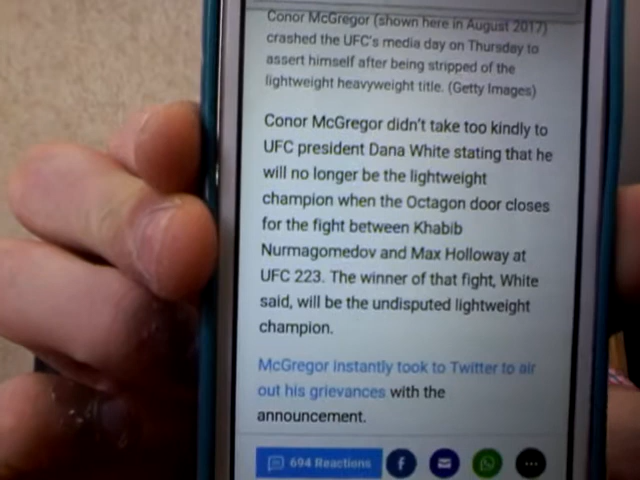 Conor McGregor (shown here in August 2017)
crashed the UFC's media day on Thursday to
assert himself after being stripped of the
lightweight heavyweight title. (Getty Images)
Conor McGregor didn't take too kindly to
UFC president Dana White stating that he
will no longer be the lightweight
champion when the Octagon door closes
for the fight between Khabib
Nurmagomedov and Max Holloway at
UFC 223. The winner of that fight, White
said, will be the undisputed lightweight
champion.
McGregor instantly took to Twitter to air
out his grievances with the
announcement.
694 Reactions